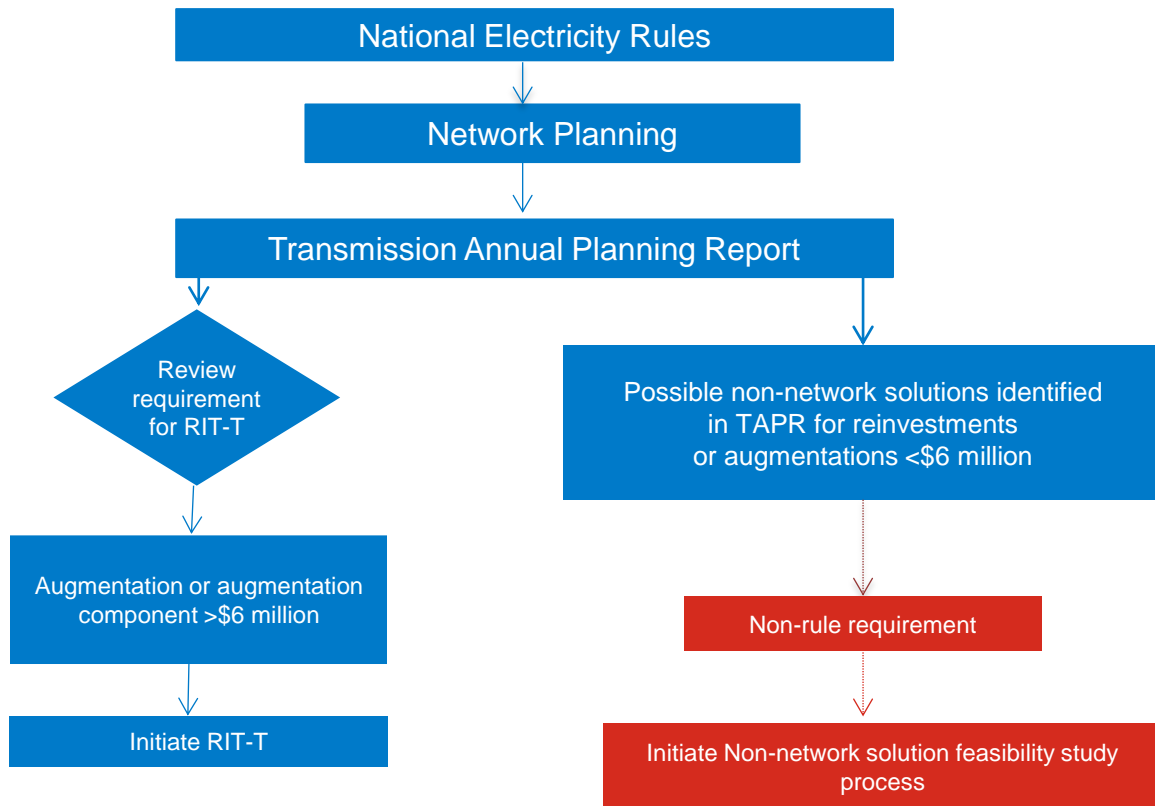 National Electricity Rules
Network Planning
Transmission Annual Planning Report
Review
requirement
for RIT-T
Possible non-network solutions identified
in TAPR for reinvestments
or augmentations <$6 million
Augmentation or augmentation
component >$6 million
Non-rule requirement
Initiate RIT-T
Initiate Non-network solution feasibility study
process